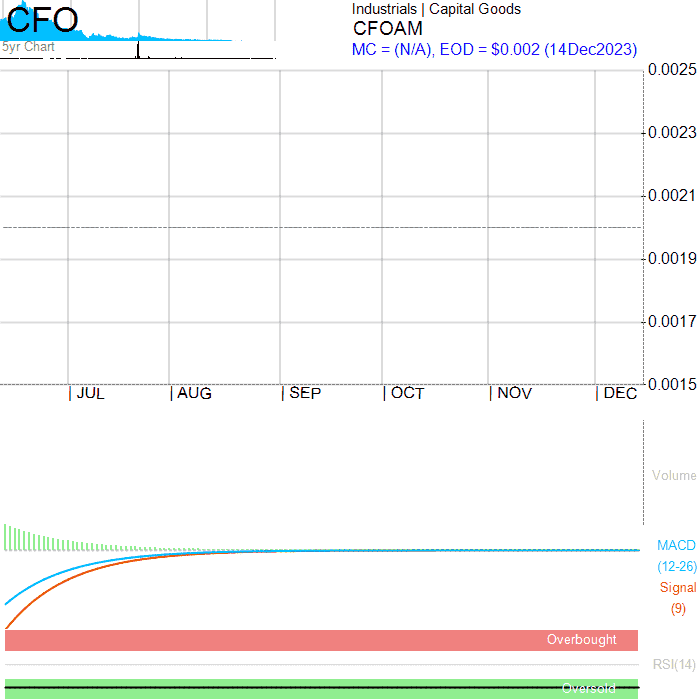 CFO
5yr Chart
Industrials | Capital Goods
CFOAM
MC = (N/A), EOD = $0.002 (14Dec2023)
0.0025
0.0023
0.0021
0.0019
0.0017
0.0015
JUL AUG SEP OCT NOV DEC
Volume
MACD
(12-26)
Signal
(9)
Overbought
RSI(14)
Oversold